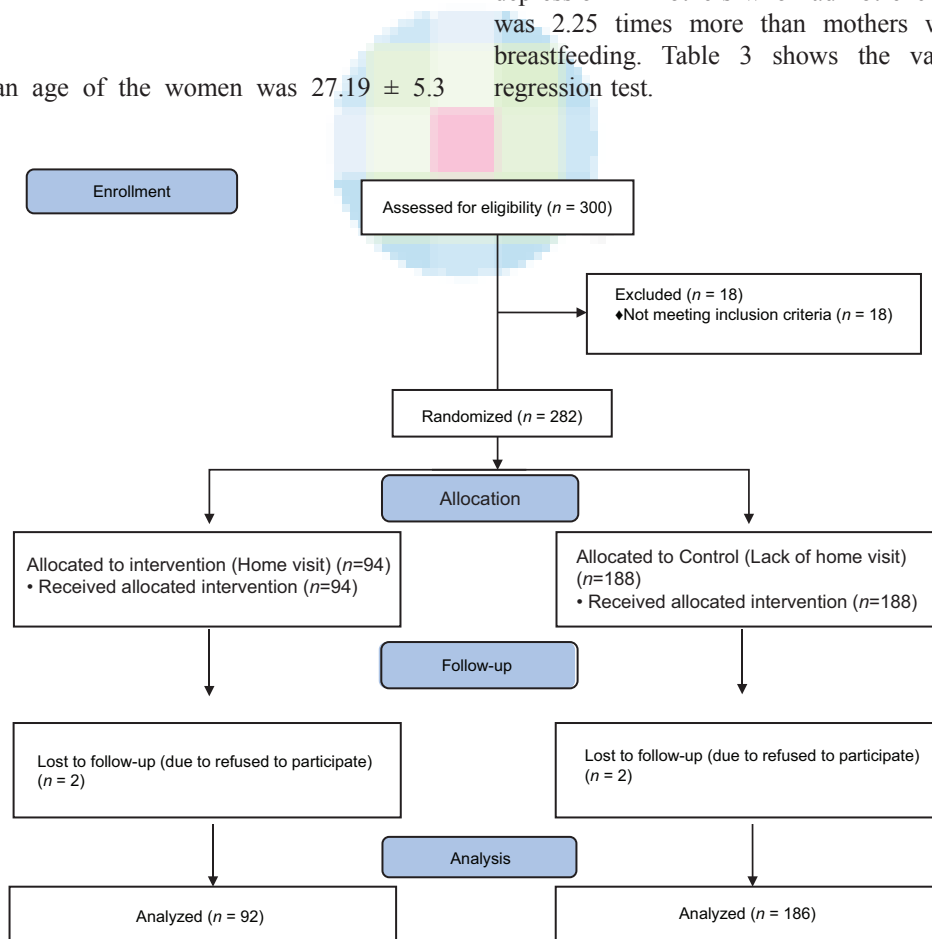 age of the women was 27.19 ± 5.3
was 2.25 times more than mothers
breastfeeding. Table 3 shows the
regression test.
Enrollment
Assessed for eligibility (n = 300)
Excluded (n = 18)
♦Not meeting inclusion criteria (n = 18)
Randomized (n = 282)
Allocation
Allocated to intervention (Home visit) (n=94)
• Received allocated intervention (n=94)
Allocated to Control (Lack of home visit)
(n=188)
• Received allocated intervention (n=188)
Follow-up
Lost to follow-up (due to refused to participate)
(n = 2)
Lost to follow-up (due to refused to participate)
(n = 2)
Analysis
Analyzed (n = 92)
Analyzed (n = 186)